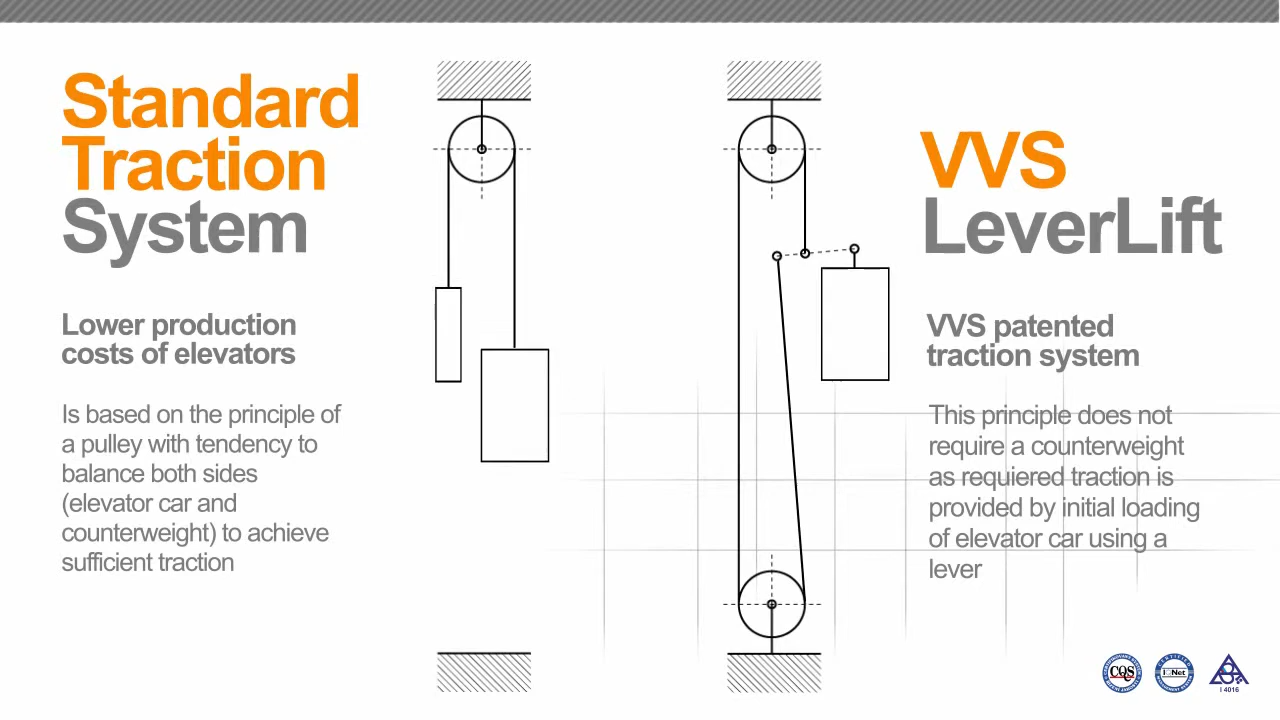 Standard
Traction
System
Lower production
costs of elevators
Is based on the principle of
a pulley with tendency to
balance both sides
(elevator car and
counterweight) to achieve
sufficient traction
VVS
LeverLift
VVS patented
traction system
This principle does not
require a counterweight
as requiered traction is
provided by initial loading
of elevator car using a
lever
CQS
IQNet
I 4016